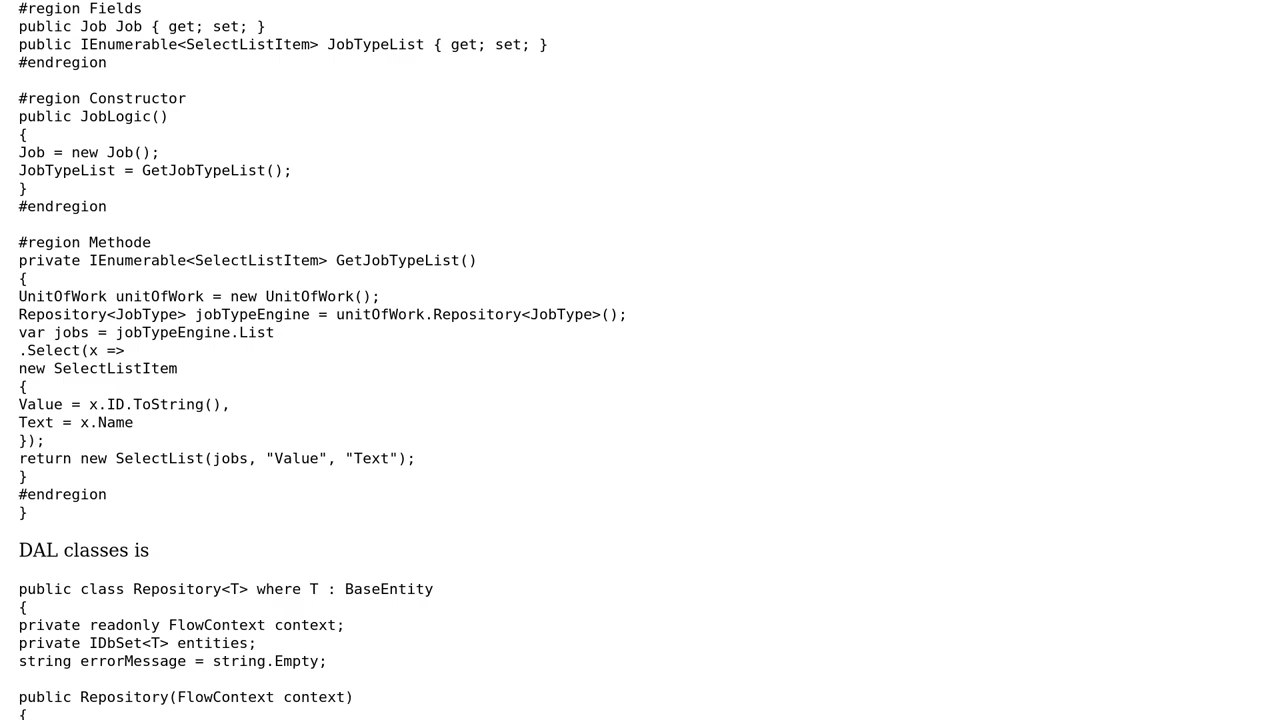 #region Fields
public Job Job { get; set; }
public IEnumerable<SelectListItem> JobTypeList { get; set; }
#endregion
#region Constructor
public JobLogic()
{
Job = new Job();
JobTypeList = GetJobTypeList();
}
#endregion
#region Methode
private IEnumerable<SelectListItem> GetJobTypeList()
{
UnitOfWork unitOfWork = new UnitOfWork();
Repository<JobType> jobTypeEngine = unitOfWork.Repository<JobType>();
var jobs = jobTypeEngine.List
.Select(x =>
new SelectListItem
{
Value = x.ID.ToString(),
Text = x.Name
});
return new SelectList(jobs, "Value", "Text");
}
#endregion
}
DAL classes is
public class Repository<T> where T : BaseEntity
{
private readonly FlowContext context;
private IDbSet<T> entities;
string errorMessage = string.Empty;
public Repository(FlowContext context)
{